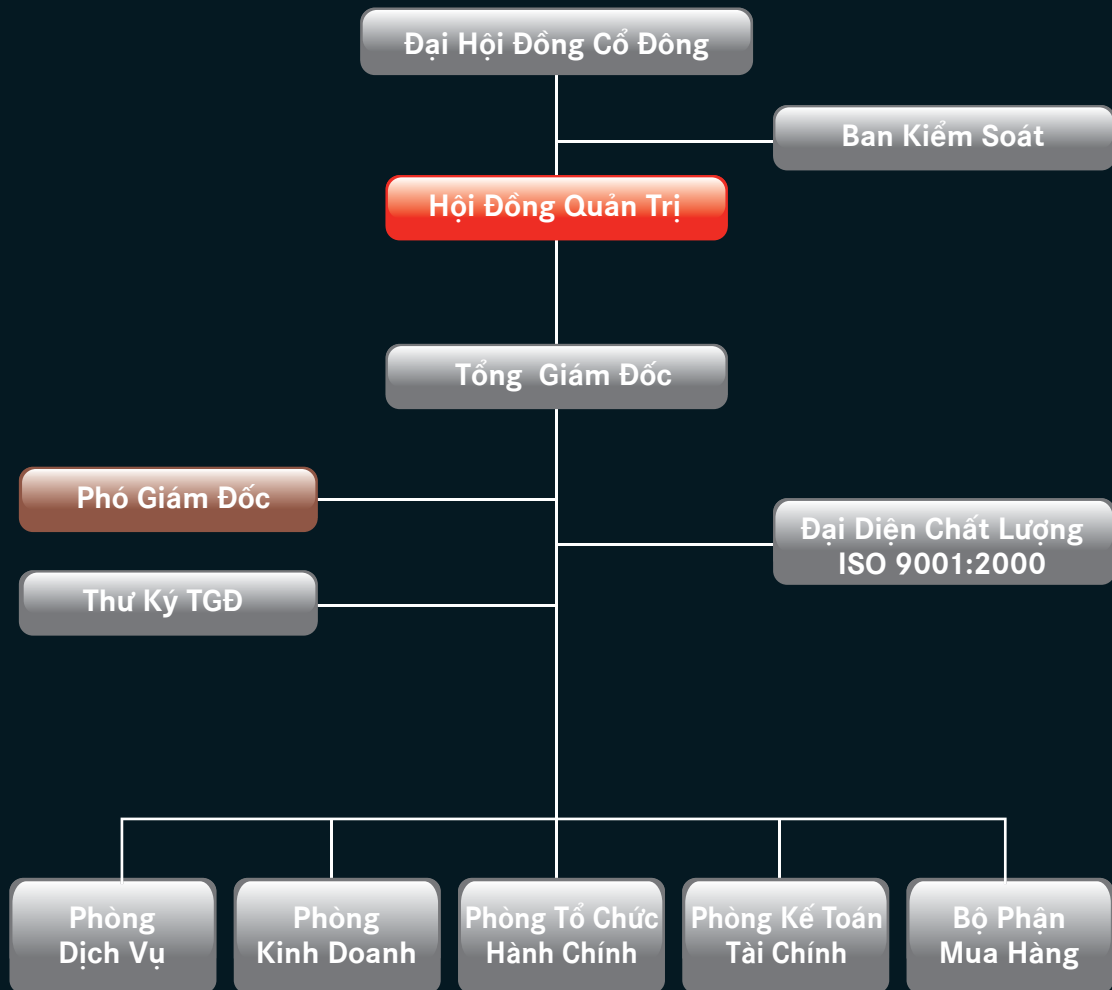 Đại Hội Đồng Cổ Đông
Ban Kiểm Soát
Hội Đồng Quản Trị
Tổng Giám Đốc
Phó Giám Đốc
Đại Diện Chất Lượng
ISO 9001:2000
Thư Ký TGĐ
Phòng
Dịch Vụ
Phòng
Kinh Doanh
Phòng Tổ Chức
Hành Chính
Phòng Kế Toán
Tài Chính
Bộ Phận
Mua Hàng